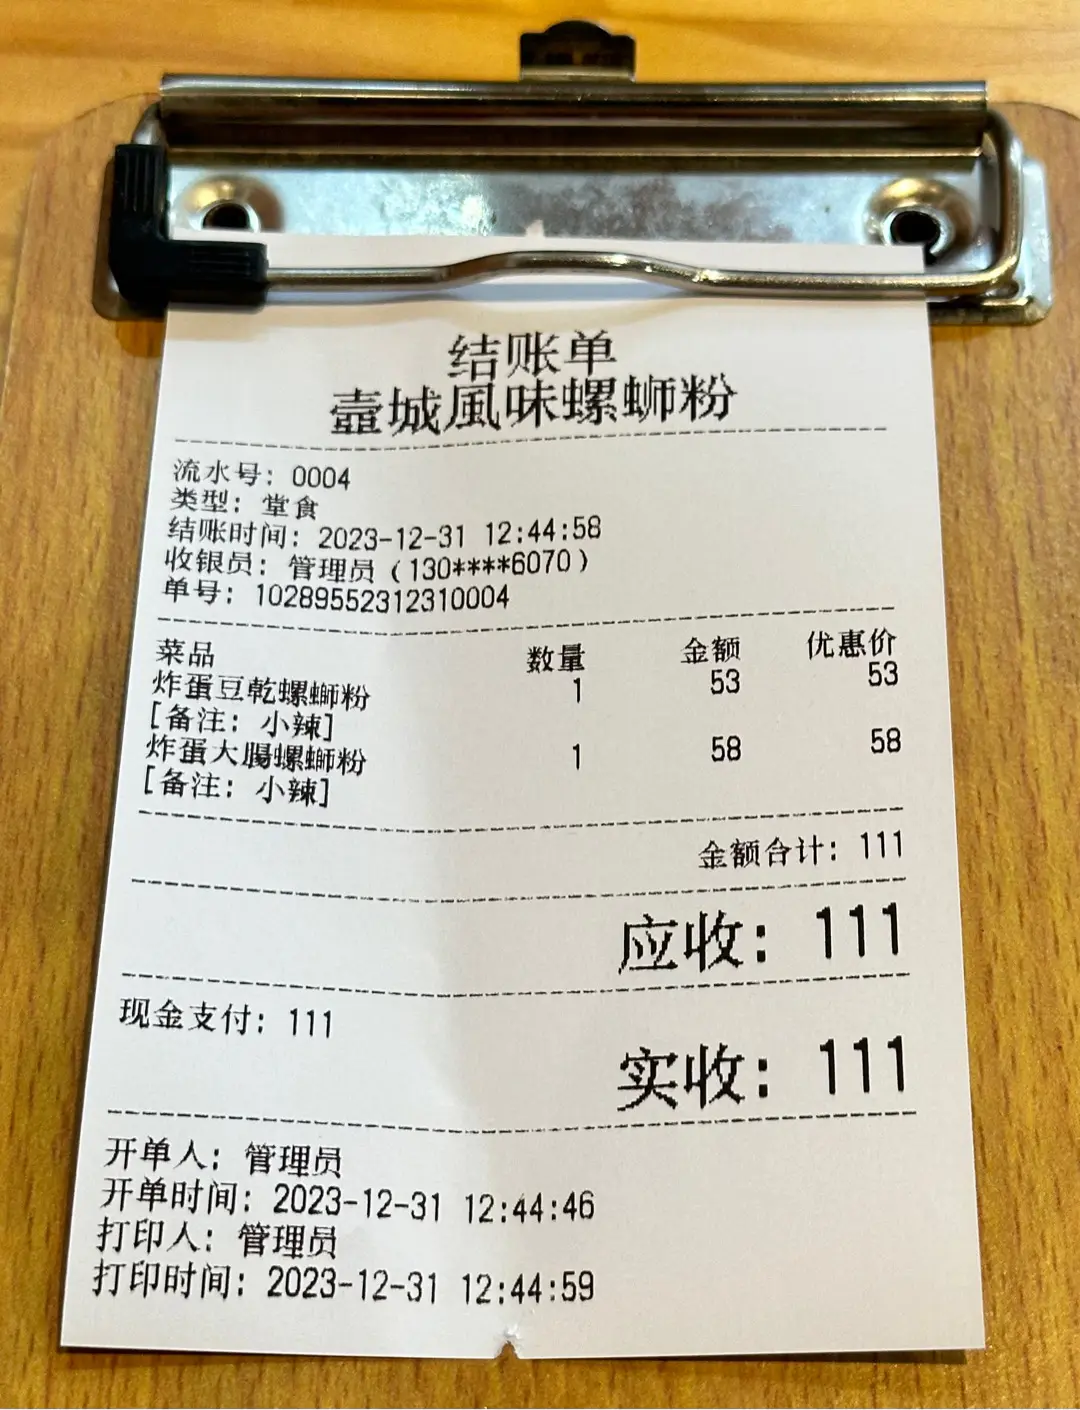 结账单
壼城風味螺蛳粉
流水号: 0004
类型: 堂食
结账时间: 2023-12-31 12:44:58
收银员: 管理员（130****6070）
单号: 10289552312310004
菜品 数量 金额 优惠价
炸蛋豆乾螺螄粉 1 53 53
[备注: 小辣]
炸蛋大腸螺螄粉 1 58 58
[备注: 小辣]
金额合计: 111
应收: 111
现金支付: 111
实收: 111
开单人: 管理员
开单时间: 2023-12-31 12:44:46
打印人: 管理员
打印时间: 2023-12-31 12:44:59